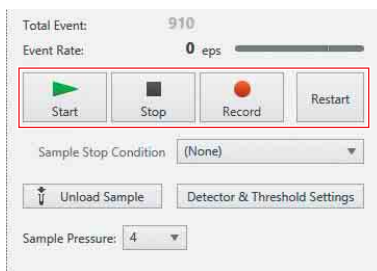 Total Event: 910
Event Rate: 0 eps
Start Stop Record Restart
Sample Stop Condition (None)
Unload Sample Detector & Threshold Settings
Sample Pressure: 4